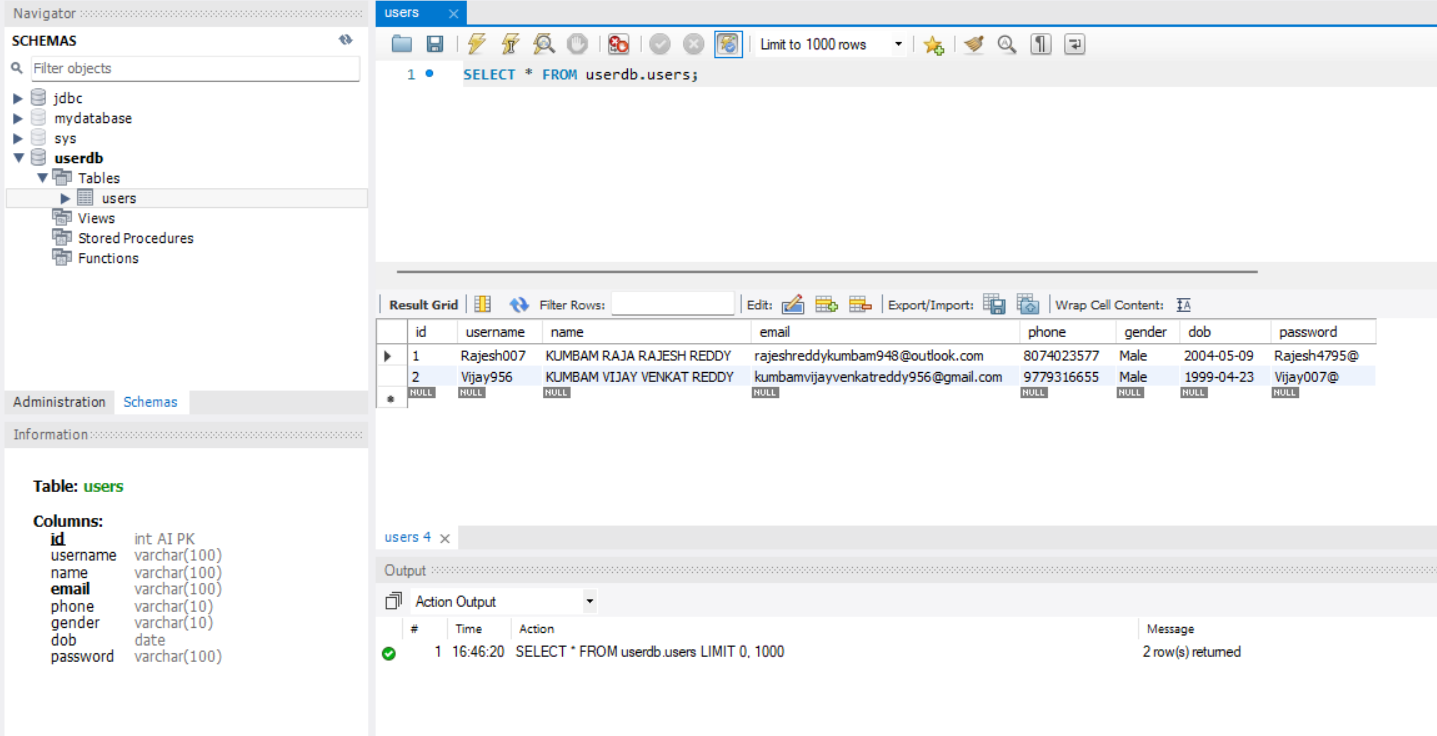 Navigator
SCHEMAS
Filter objects
jdbc
mydatabase
sys
userdb
Tables
users
Views
Stored Procedures
Functions
Administration Schemas
Information
Table: users
Columns:
id int AI PK
username varchar(100)
name varchar(100)
email varchar(100)
phone varchar(10)
gender varchar(10)
dob date
password varchar(100)
users
Limit to 1000 rows
1 SELECT * FROM userdb.users;
Result Grid Filter Rows: Edit: Export/Import: Wrap Cell Content: IA
id username name email phone gender dob password
1 Rajesh007 KUMBAM RAJA RAJESH REDDY rajeshreddykumbam948@outlook.com 8074023577 Male 2004-05-09 Rajesh4795@
2 Vijay956 KUMBAM VIJAY VENKAT REDDY kumbamvijayvenkatreddy956@gmail.com 9779316655 Male 1999-04-23 Vijay007@
NULL NULL NULL NULL NULL NULL NULL NULL
users 4
Output
Action Output
# Time Action Message
1 16:46:20 SELECT * FROM userdb.users LIMIT 0, 1000 2 row(s) returned